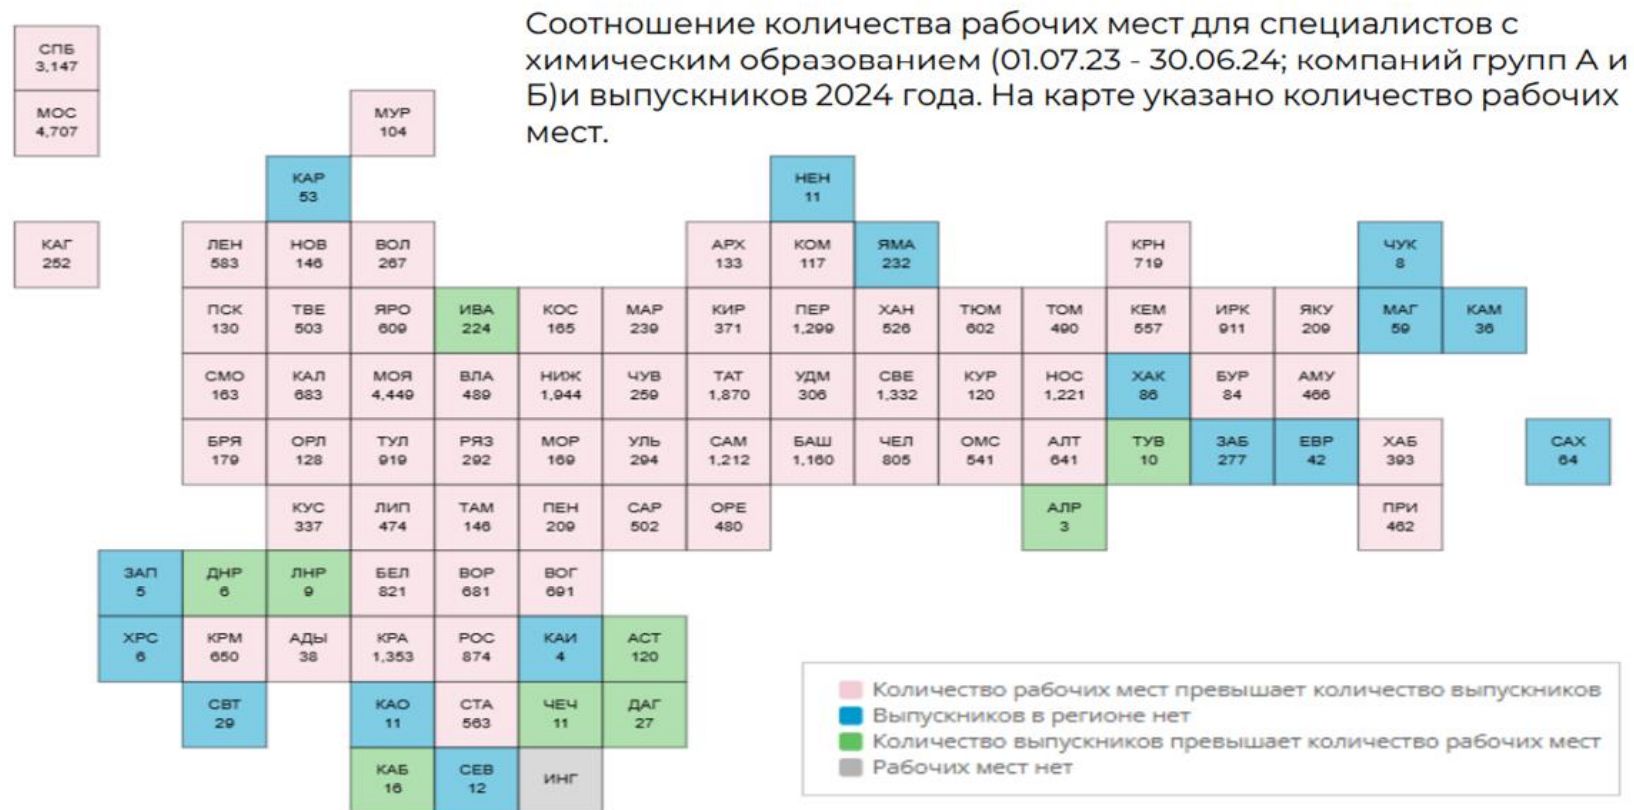 Соотношение количества рабочих мест для специалистов с
химическим образованием (01.07.23 - 30.06.24; компаний групп А и
Б)и выпускников 2024 года. На карте указано количество рабочих
мест.
СПБ
3,147
МОС
4,707
МУР
104
КАР
53
НЕН
11
КАГ
252
ЛЕН
583
НОВ
146
ВОЛ
267
АРХ
133
КОМ
117
ЯМА
232
КРН
719
ЧУК
8
ПСК
130
ТВЕ
503
ЯРО
609
ИВА
224
КОС
165
МАР
239
КИР
371
ПЕР
1,299
ХАН
526
ТЮМ
602
ТОМ
490
КЕМ
557
ИРК
911
ЯКУ
209
МАГ
59
КАМ
36
СМО
163
КАЛ
683
МОЯ
4,449
ВЛА
489
НИЖ
1,944
ЧУВ
259
ТАТ
1,870
УДМ
306
СВЕ
1,332
КУР
120
НОС
1,221
ХАК
86
БУР
84
АМУ
466
БРЯ
179
ОРЛ
128
ТУЛ
919
РЯЗ
292
МОР
169
УЛЬ
294
САМ
1,212
БАШ
1,160
ЧЕЛ
805
ОМС
541
АЛТ
641
ТУВ
10
ЗАБ
277
ЕВР
42
ХАБ
393
САХ
64
КУС
337
ЛИП
474
ТАМ
146
ПЕН
209
САР
502
ОРЕ
480
АЛР
3
ПРИ
462
ЗАП
5
ДНР
6
ЛНР
9
БЕЛ
821
ВОР
681
ВОГ
691
ХРС
6
КРМ
650
АДЫ
38
КРА
1,353
РОС
874
КАИ
4
АСТ
120
СВТ
29
КАО
11
СТА
563
ЧЕЧ
11
ДАГ
27
КАБ
16
СЕВ
12
ИНГ
Количество рабочих мест превышает количество выпускников
Выпускников в регионе нет
Количество выпускников превышает количество рабочих мест
Рабочих мест нет